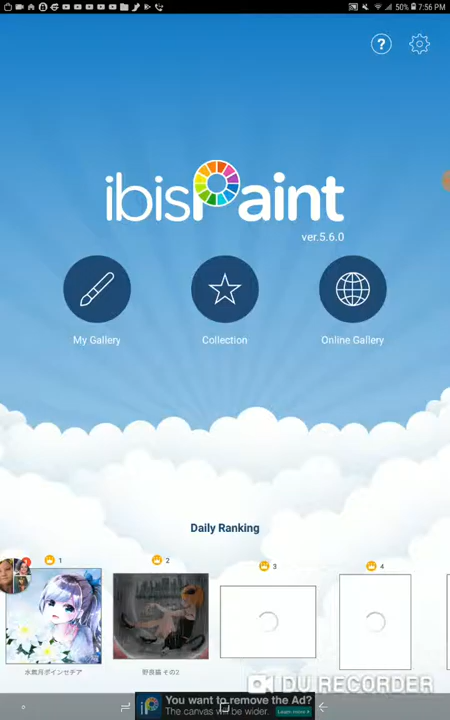 50% 7:56 PM
ibisPaint
ver.5.6.0
My Gallery
Collection
Online Gallery
Daily Ranking
1
2
3
4
水無月ポインセチア
野良猫 その2
DU RECORDER
You want to remove the Ad?
The canvas will be wider.
Learn more